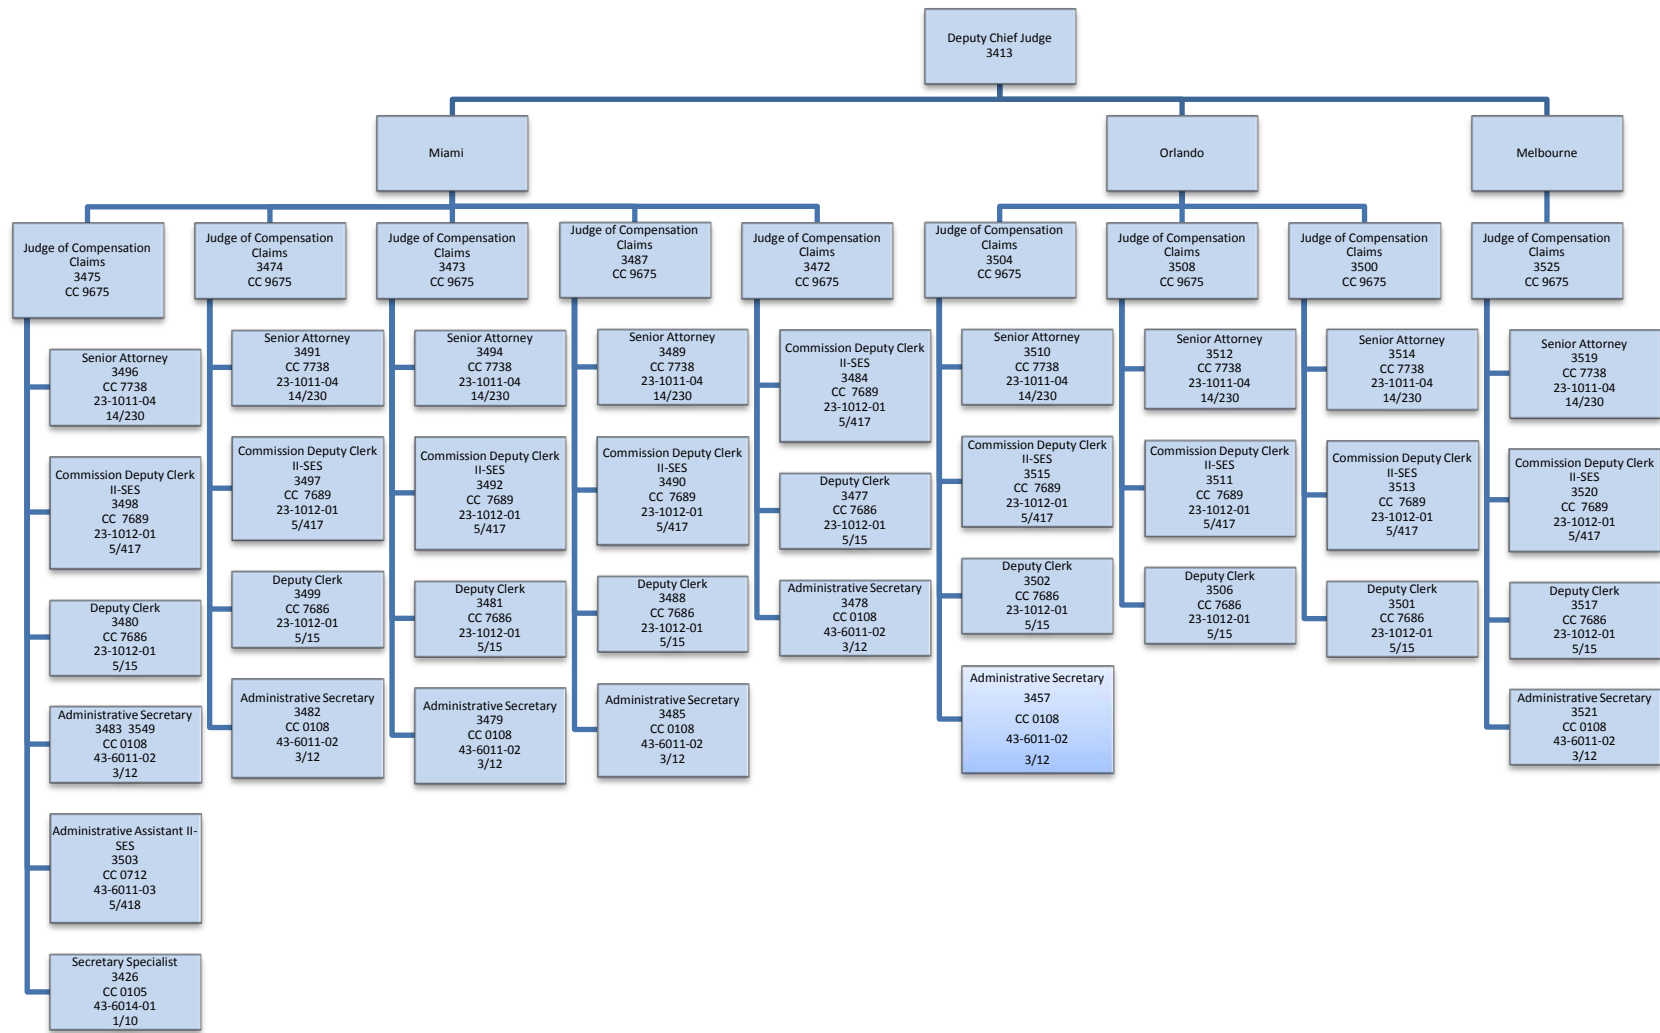 Deputy Chief Judge
3413
Miami
Orlando
Melbourne
Judge of Compensation
Claims
3475
CC 9675
Senior Attorney
3496
CC 7738
23-1011-04
14/230
Commission Deputy Clerk
II-SES
3498
CC 7689
23-1012-01
5/417
Deputy Clerk
3480
CC 7686
23-1012-01
5/15
Administrative Secretary
3483 3549
CC 0108
43-6011-02
3/12
Administrative Assistant II-
SES
3503
CC 0712
43-6011-03
5/418
Secretary Specialist
3426
CC 0105
43-6014-01
1/10
Judge of Compensation
Claims
3474
CC 9675
Senior Attorney
3491
CC 7738
23-1011-04
14/230
Commission Deputy Clerk
II-SES
3497
CC 7689
23-1012-01
5/417
Deputy Clerk
3499
CC 7686
23-1012-01
5/15
Administrative Secretary
3482
CC 0108
43-6011-02
3/12
Judge of Compensation
Claims
3473
CC 9675
Senior Attorney
3494
CC 7738
23-1011-04
14/230
Commission Deputy Clerk
II-SES
3492
CC 7689
23-1012-01
5/417
Deputy Clerk
3481
CC 7686
23-1012-01
5/15
Administrative Secretary
3479
CC 0108
43-6011-02
3/12
Judge of Compensation
Claims
3487
CC 9675
Senior Attorney
3489
CC 7738
23-1011-04
14/230
Commission Deputy Clerk
II-SES
3490
CC 7689
23-1012-01
5/417
Deputy Clerk
3488
CC 7686
23-1012-01
5/15
Administrative Secretary
3485
CC 0108
43-6011-02
3/12
Judge of Compensation
Claims
3472
CC 9675
Commission Deputy Clerk
II-SES
3484
CC 7689
23-1012-01
5/417
Deputy Clerk
3477
CC 7686
23-1012-01
5/15
Administrative Secretary
3478
CC 0108
43-6011-02
3/12
Judge of Compensation
Claims
3504
CC 9675
Senior Attorney
3510
CC 7738
23-1011-04
14/230
Commission Deputy Clerk
II-SES
3515
CC 7689
23-1012-01
5/417
Deputy Clerk
3502
CC 7686
23-1012-01
5/15
Administrative Secretary
3457
CC 0108
43-6011-02
3/12
Judge of Compensation
Claims
3508
CC 9675
Senior Attorney
3512
CC 7738
23-1011-04
14/230
Commission Deputy Clerk
II-SES
3511
CC 7689
23-1012-01
5/417
Deputy Clerk
3506
CC 7686
23-1012-01
5/15
Judge of Compensation
Claims
3500
CC 9675
Senior Attorney
3514
CC 7738
23-1011-04
14/230
Commission Deputy Clerk
II-SES
3513
CC 7689
23-1012-01
5/417
Deputy Clerk
3501
CC 7686
23-1012-01
5/15
Judge of Compensation
Claims
3525
CC 9675
Senior Attorney
3519
CC 7738
23-1011-04
14/230
Commission Deputy Clerk
II-SES
3520
CC 7689
23-1012-01
5/417
Deputy Clerk
3517
CC 7686
23-1012-01
5/15
Administrative Secretary
3521
CC 0108
43-6011-02
3/12